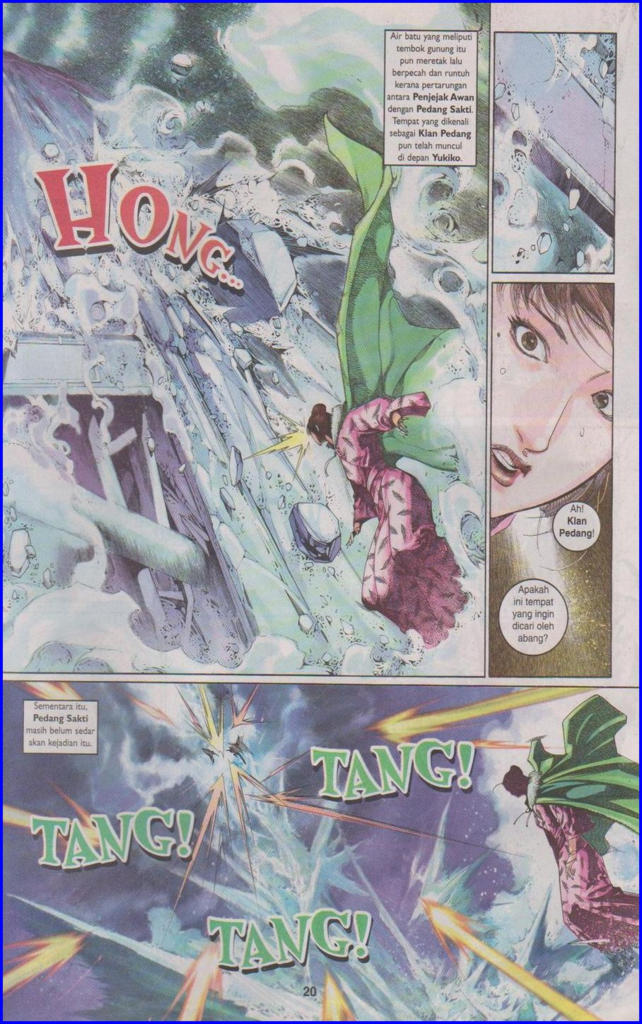 Air batu yang meliputi
tembok gunung itu
pun meretak lalu
berpecah dan runtuh
kerana pertarungan
antara Penjejak Awan
dengan Pedang Sakti.
Tempat yang dikenali
sebagai Klan Pedang
pun telah muncul
di depan Yukiko.
HONG...
Ah!
Klan
Pedang!
Apakah
ini tempat
yang ingin
dicari oleh
abang?
Sementara itu,
Pedang Sakti
masih belum sedar
akan kejadian itu.
TANG!
TANG!
TANG!
20